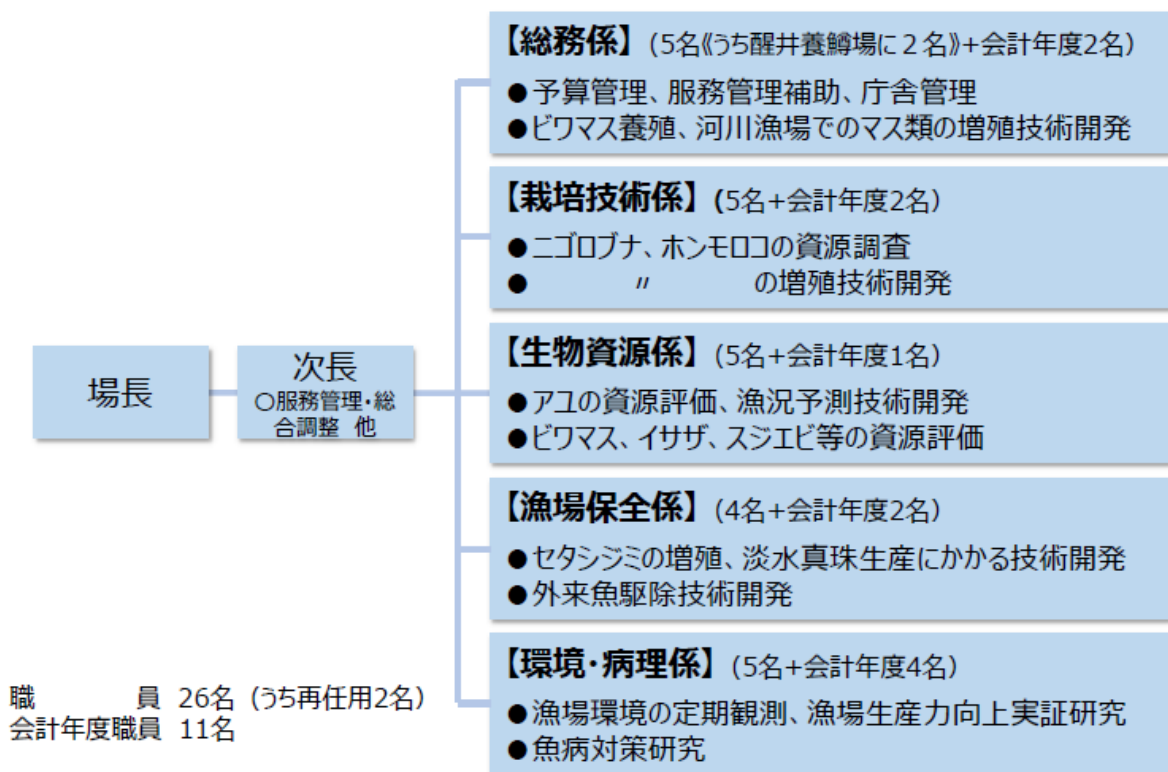 【総務係】(5名《うち醒井養鱒場に２名》+会計年度2名)
●予算管理、服務管理補助、庁舎管理
●ビワマス養殖、河川漁場でのマス類の増殖技術開発
【栽培技術係】(5名+会計年度2名)
●ニゴロブナ、ホンモロコの資源調査
●　　　〃　　　の増殖技術開発
場長
次長
〇服務管理・総
合調整 他
【生物資源係】(5名+会計年度1名)
●アユの資源評価、漁況予測技術開発
●ビワマス、イサザ、スジエビ等の資源評価
【漁場保全係】(4名+会計年度2名)
●セタシジミの増殖、淡水真珠生産にかかる技術開発
●外来魚駆除技術開発
【環境・病理係】(5名+会計年度4名)
●漁場環境の定期観測、漁場生産力向上実証研究
●魚病対策研究
職　　　員 26名 (うち再任用2名)
会計年度職員 11名